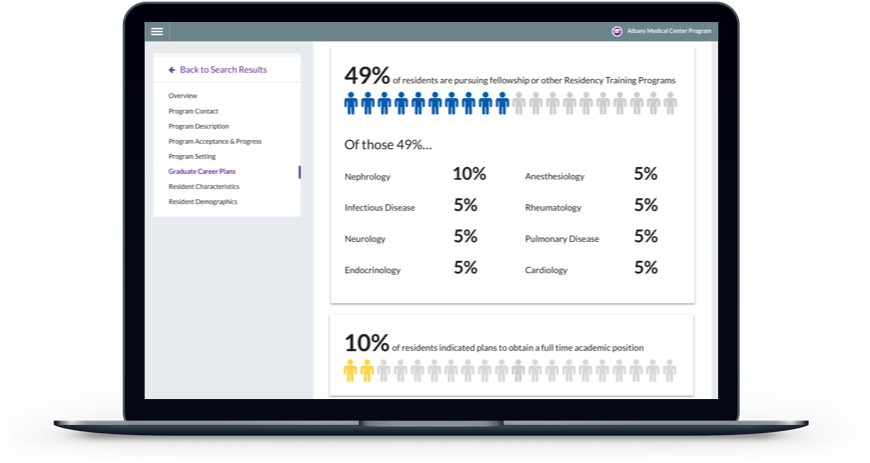 Albany Medical Center Program
Back to Search Results
Overview
Program Contact
Program Description
Program Acceptance & Progress
Program Setting
Graduate Career Plans
Resident Characteristics
Resident Demographics
49% of residents are pursuing fellowship or other Residency Training Programs
Of those 49%...
Nephrology 10% Anesthesiology 5%
Infectious Disease 5% Rheumatology 5%
Neurology 5% Pulmonary Disease 5%
Endocrinology 5% Cardiology 5%
10% of residents indicated plans to obtain a full time academic position